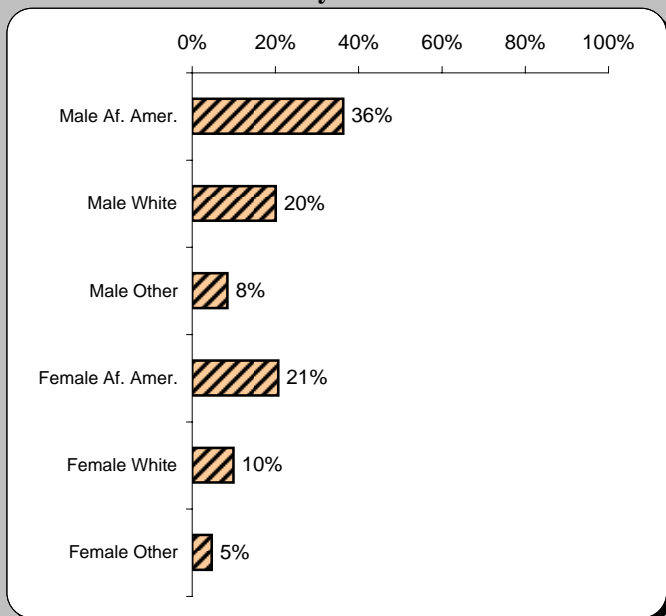 0% 20% 40% 60% 80% 100%
Male Af. Amer. 36%
Male White 20%
Male Other 8%
Female Af. Amer. 21%
Female White 10%
Female Other 5%